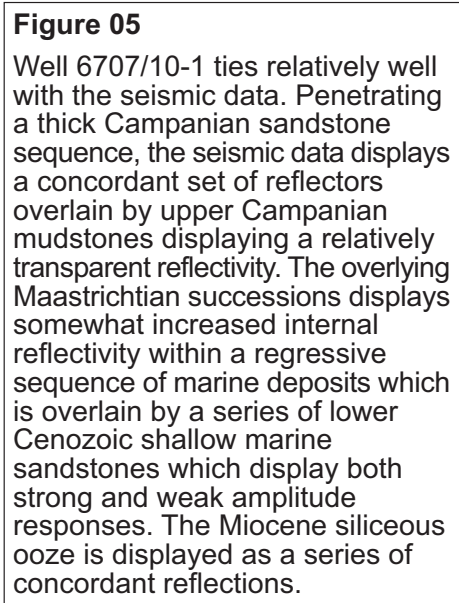 Figure 05
Well 6707/10-1 ties relatively well
with the seismic data. Penetrating
a thick Campanian sandstone
sequence, the seismic data displays
a concordant set of reflectors
overlain by upper Campanian
mudstones displaying a relatively
transparent reflectivity. The overlying
Maastrichtian successions displays
somewhat increased internal
reflectivity within a regressive
sequence of marine deposits which
is overlain by a series of lower
Cenozoic shallow marine
sandstones which display both
strong and weak amplitude
responses. The Miocene siliceous
ooze is displayed as a series of
concordant reflections.